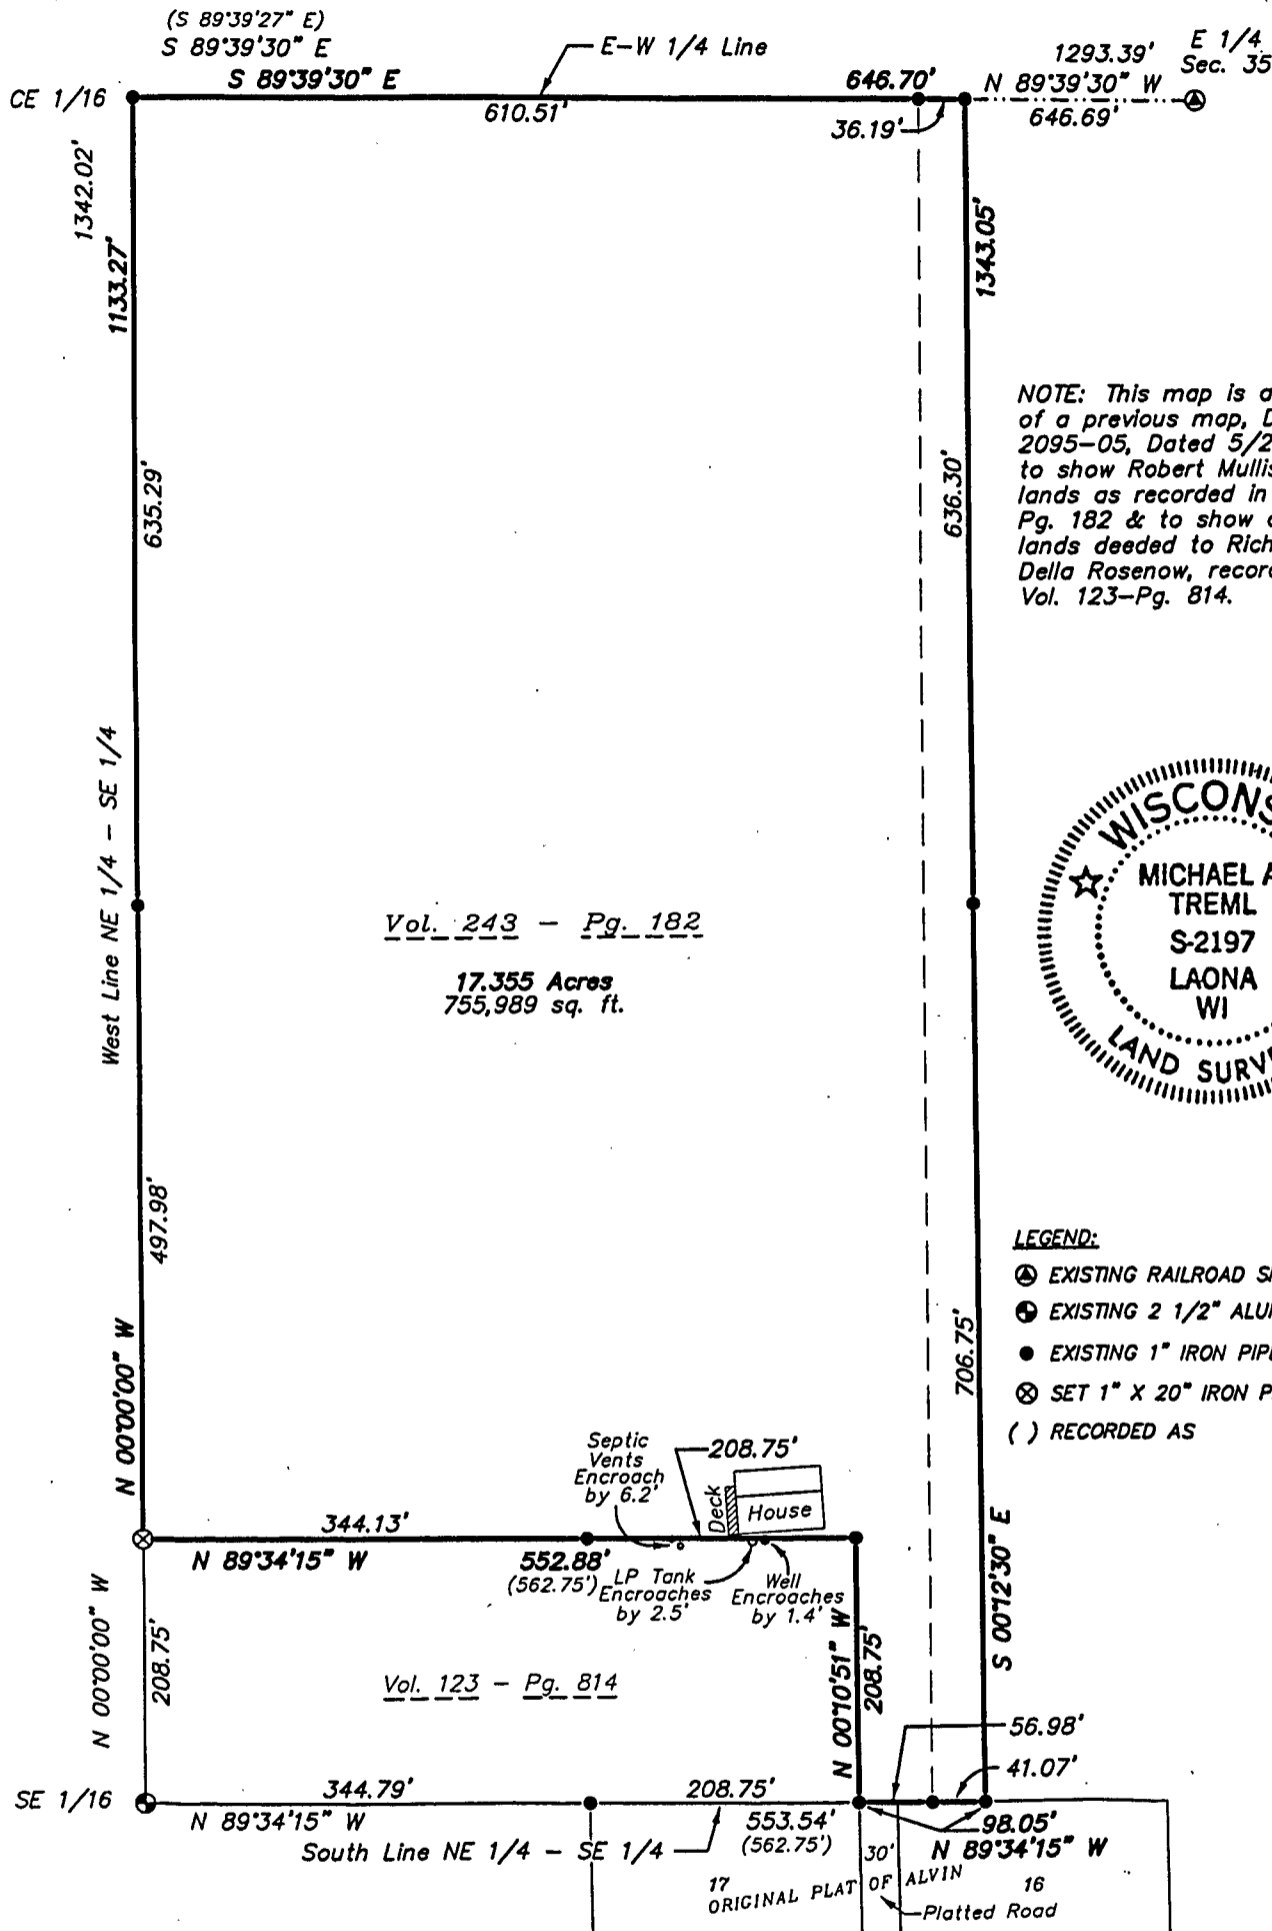 (S 89°39'27" E)
S 89°39'30" E
S 89°39'30" E
E-W 1/4 Line
646.70'
1293.39'
N 89°39'30" W
646.69'
E 1/4
Sec. 35
CE 1/16
610.51'
36.19'
1342.02'
1133.27'
1343.05'
635.29'
636.30'
NOTE: This map is a
of a previous map, D
2095-05, Dated 5/2
to show Robert Mullis
lands as recorded in
Pg. 182 & to show
lands deeded to Rich
Della Rosenow, record
Vol. 123-Pg. 814.
West Line NE 1/4 - SE 1/4
WISCONS
MICHAEL A
TREML
S-2197
LAONA
WI
LAND SURV
Vol. 243 - Pg. 182
17.355 Acres
755,989 sq. ft.
497.98'
N 00°00'00" W
706.75'
LEGEND:
EXISTING RAILROAD S
EXISTING 2 1/2" ALU
EXISTING 1" IRON PIP
SET 1" X 20" IRON P
( ) RECORDED AS
Septic
Vents
Encroach
by 6.2'
208.75'
Deck
House
344.13'
N 89°34'15" W
552.88'
(562.75')
LP Tank
Encroaches
by 2.5'
Well
Encroaches
by 1.4'
S 00°12'30" E
N 00°00'00" W
208.75'
Vol. 123 - Pg. 814
N 00°10'51" W
208.75'
56.98'
41.07'
SE 1/16
344.79'
208.75'
N 89°34'15" W
553.54'
(562.75')
98.05'
N 89°34'15" W
South Line NE 1/4 - SE 1/4
30'
17
16
ORIGINAL PLAT OF ALVIN
Platted Road